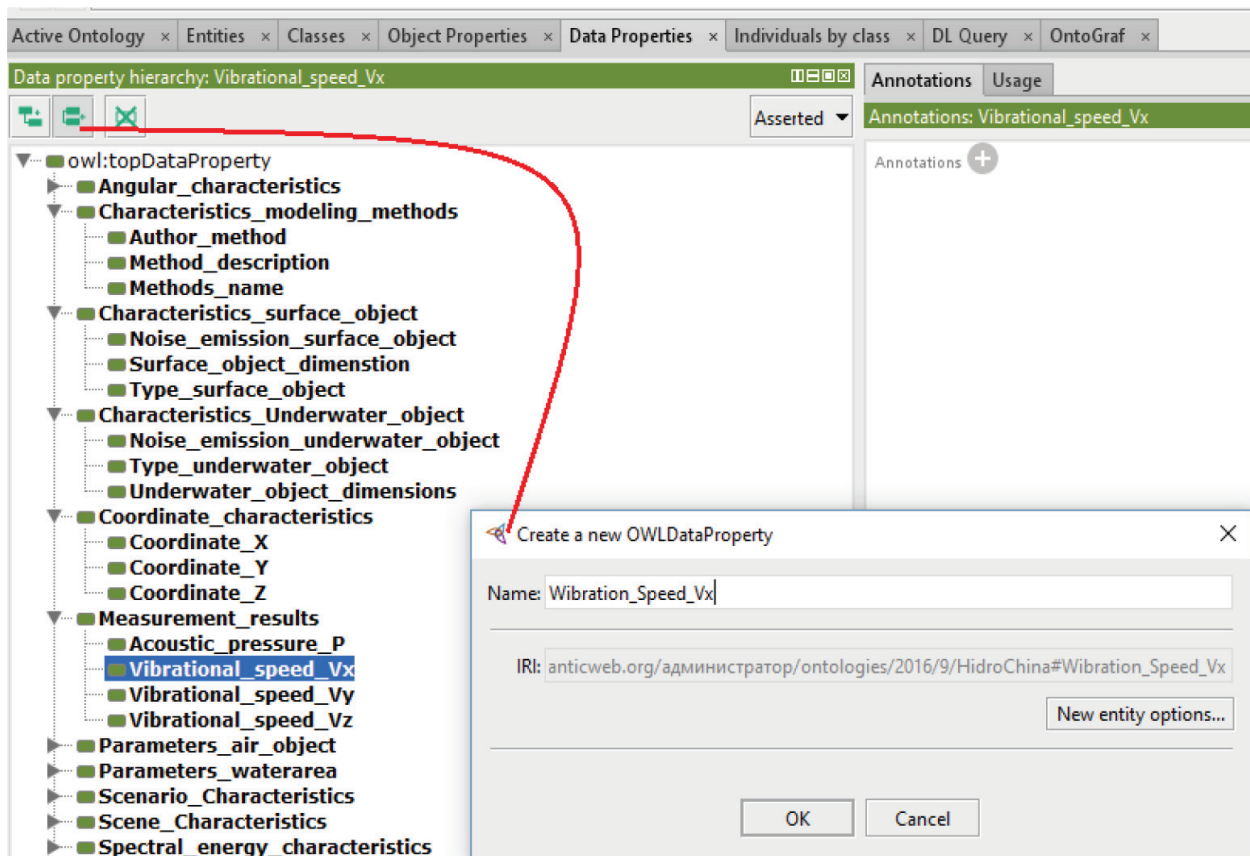 Active Ontology × Entities × Classes × Object Properties × Data Properties × Individuals by class × DL Query × OntoGraf ×
Data property hierarchy: Vibrational_speed_Vx
Asserted
owl:topDataProperty
Angular_characteristics
Characteristics_modeling_methods
Author_method
Method_description
Methods_name
Characteristics_surface_object
Noise_emission_surface_object
Surface_object_dimenstion
Type_surface_object
Characteristics_Underwater_object
Noise_emission_underwater_object
Type_underwater_object
Underwater_object_dimensions
Coordinate_characteristics
Coordinate_X
Coordinate_Y
Coordinate_Z
Measurement_results
Acoustic_pressure_P
Vibrational_speed_Vx
Vibrational_speed_Vy
Vibrational_speed_Vz
Parameters_air_object
Parameters_waterarea
Scenario_Characteristics
Scene_Characteristics
Spectral_energy_characteristics
Annotations Usage
Annotations: Vibrational_speed_Vx
Annotations
Create a new OWLDataProperty
Name: Wibration_Speed_Vx
IRI: anticweb.org/администратор/ontologies/2016/9/HidroChina#Wibration_Speed_Vx
New entity options...
OK Cancel